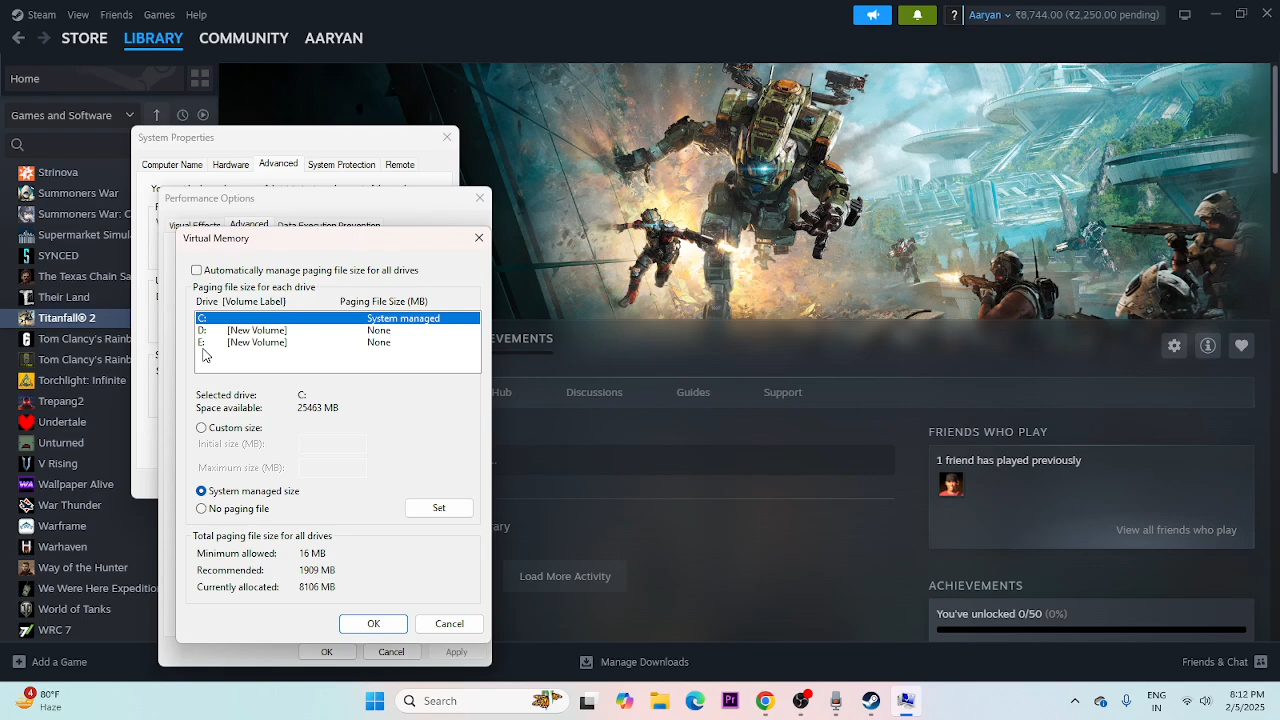 Steam View Friends Games Help
? Aaryan ₹8,744.00 (₹2,250.00 pending)
STORE LIBRARY COMMUNITY AARYAN
Home
Games and Software
Strinova
Summoners War
Summoners War: C
Supermarket Simula
SYNCED
The Texas Chain Sa
Their Land
Titanfall® 2
Tom Clancy's Rainb
Tom Clancy's Rainb
Torchlight: Infinite
Trepang2
Undertale
Unturned
V Rising
Wallpaper Alive
War Thunder
Warframe
Warhaven
Way of the Hunter
We Were Here Expeditio
World of Tanks
WRC 7
System Properties
Computer Name Hardware Advanced System Protection Remote
Performance Options
Visual Effects Advanced Data Execution Prevention
Virtual Memory
Automatically manage paging file size for all drives
Paging file size for each drive
Drive [Volume Label] Paging File Size (MB)
C: System managed
D: [New Volume] None
E: [New Volume] None
Selected drive: C:
Space available: 25463 MB
Custom size:
Initial size (MB):
Maximum size (MB):
System managed size
No paging file
Set
Total paging file size for all drives
Minimum allowed: 16 MB
Recommended: 1909 MB
Currently allocated: 8106 MB
OK Cancel
OK Cancel Apply
EVEMENTS
Hub Discussions Guides Support
ary
Load More Activity
FRIENDS WHO PLAY
1 friend has played previously
View all friends who play
ACHIEVEMENTS
You've unlocked 0/50 (0%)
Add a Game Manage Downloads Friends & Chat
4 80°F
Haze
Search
Pr
ENG
IN
8:12 PM
2/5/2025